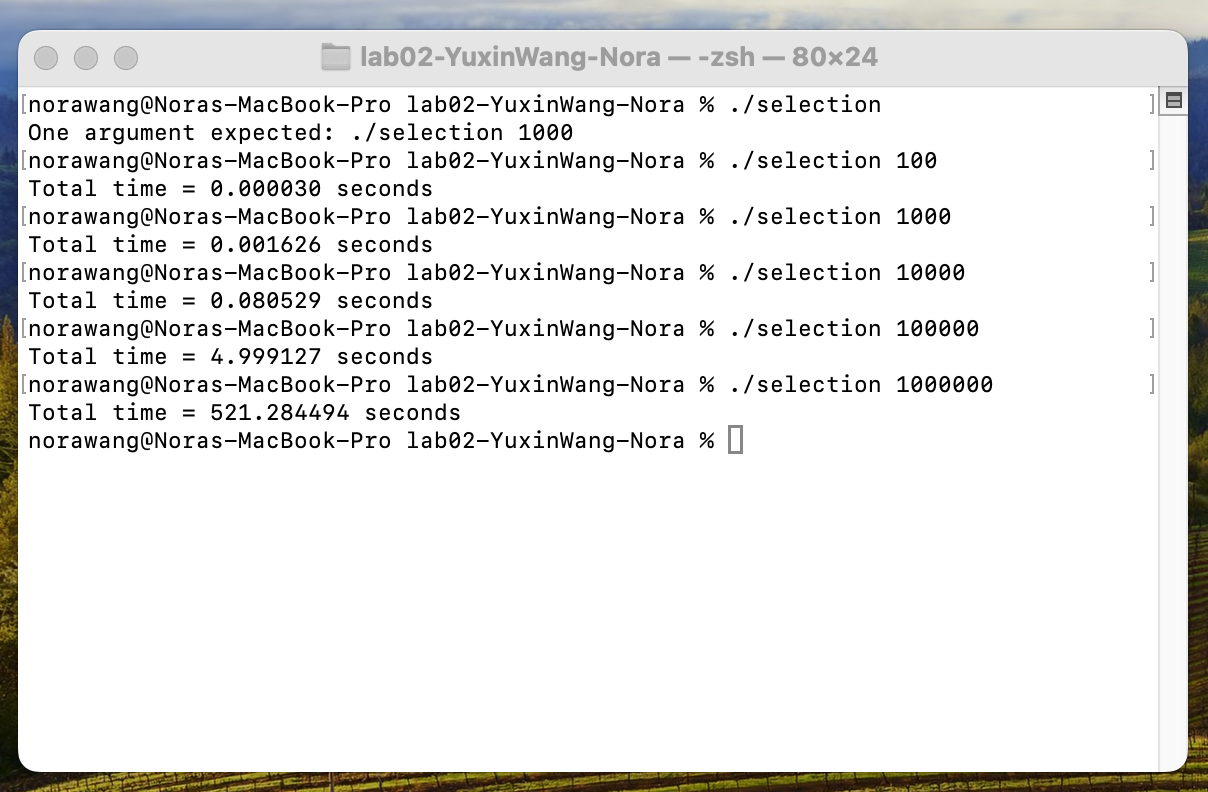 lab02-YuxinWang-Nora — -zsh — 80×24
[norawang@Noras-MacBook-Pro lab02-YuxinWang-Nora % ./selection ]
One argument expected: ./selection 1000
[norawang@Noras-MacBook-Pro lab02-YuxinWang-Nora % ./selection 100 ]
Total time = 0.000030 seconds
[norawang@Noras-MacBook-Pro lab02-YuxinWang-Nora % ./selection 1000 ]
Total time = 0.001626 seconds
[norawang@Noras-MacBook-Pro lab02-YuxinWang-Nora % ./selection 10000 ]
Total time = 0.080529 seconds
[norawang@Noras-MacBook-Pro lab02-YuxinWang-Nora % ./selection 100000 ]
Total time = 4.999127 seconds
[norawang@Noras-MacBook-Pro lab02-YuxinWang-Nora % ./selection 1000000 ]
Total time = 521.284494 seconds
norawang@Noras-MacBook-Pro lab02-YuxinWang-Nora %